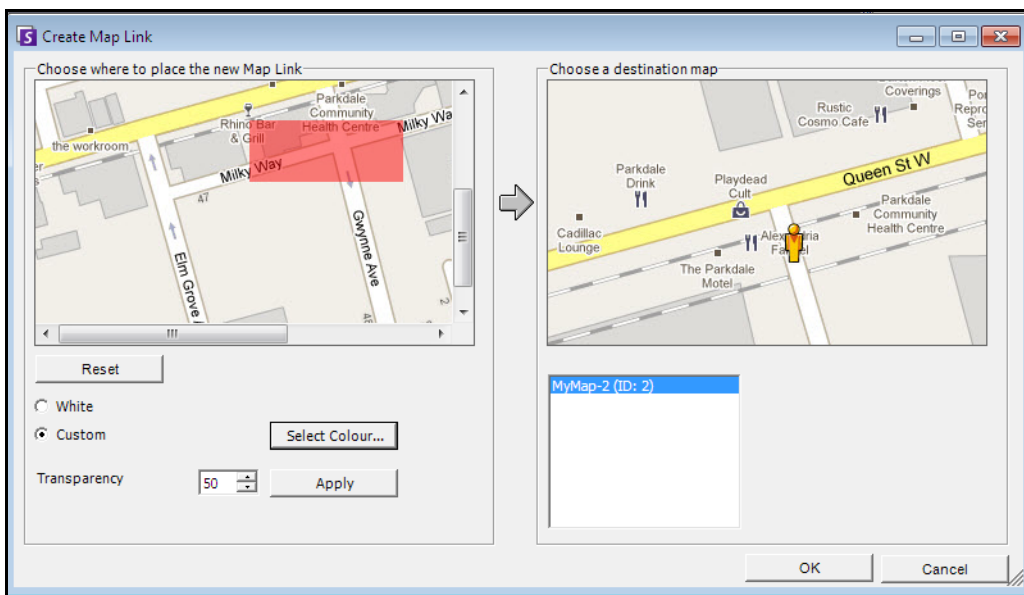 Create Map Link
Choose where to place the new Map Link
Parkdale
Community
Health Centre
Rhino Bar
& Grill
Milky Wa
the workroom
Milky Way
47
Elm Grove
Gwynne Ave
Reset
White
Custom
Select Colour...
Transparency
50
Apply
Choose a destination map
Coverings
Rustic
Cosmo Cafe
Parkdale
Drink
Playdead
Cult
Queen St W
Parkdale
Community
Health Centre
Cadillac
Lounge
The Parkdale
Motel
MyMap-2 (ID: 2)
OK
Cancel